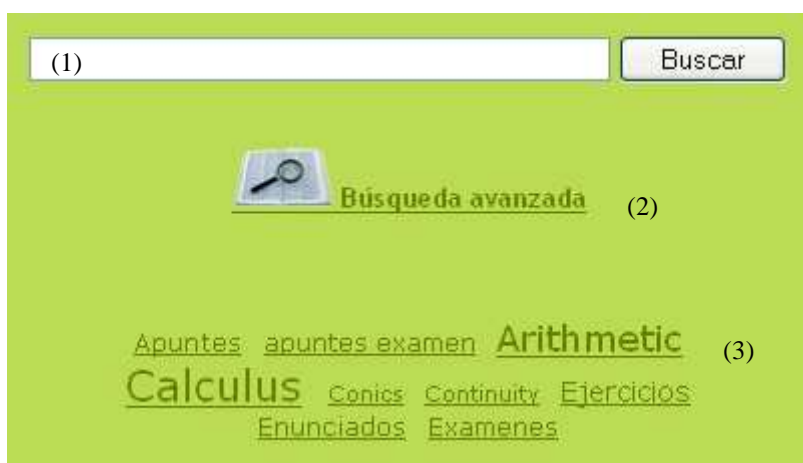 (1) Buscar
Búsqueda avanzada (2)
Apuntes apuntes examen Arithmetic (3)
Calculus Conics Continuity Ejercicios
Enunciados Examenes